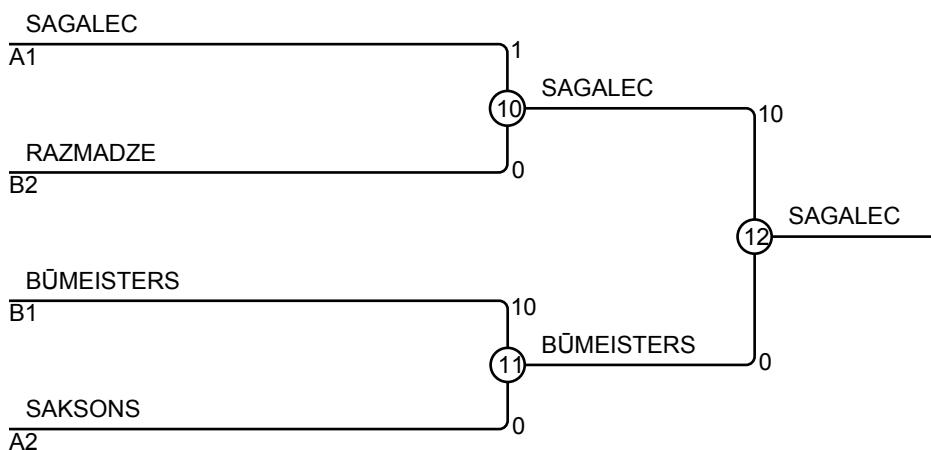 SAGALEC
A1
1
10
SAGALEC
10
RAZMADZE
B2
0
12
SAGALEC
BŪMEISTERS
B1
10
11
BŪMEISTERS
0
SAKSONS
A2
0